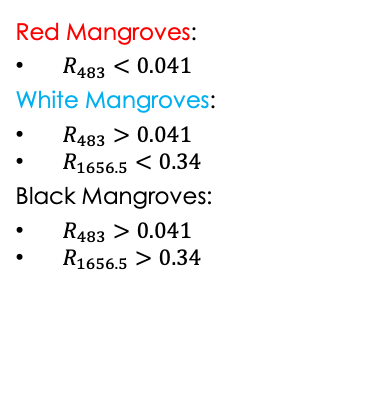 Red Mangroves:
• R₄₈₃ < 0.041
White Mangroves:
• R₄₈₃ > 0.041
• R₁₆₅₆.₅ < 0.34
Black Mangroves:
• R₄₈₃ > 0.041
• R₁₆₅₆.₅ > 0.34